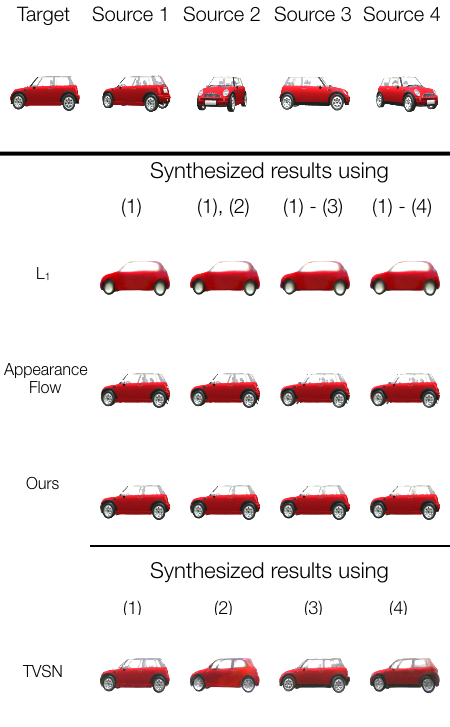 Target Source 1 Source 2 Source 3 Source 4
Synthesized results using
(1) (1), (2) (1) - (3) (1) - (4)
L₁
Appearance
Flow
Ours
Synthesized results using
(1) (2) (3) (4)
TVSN